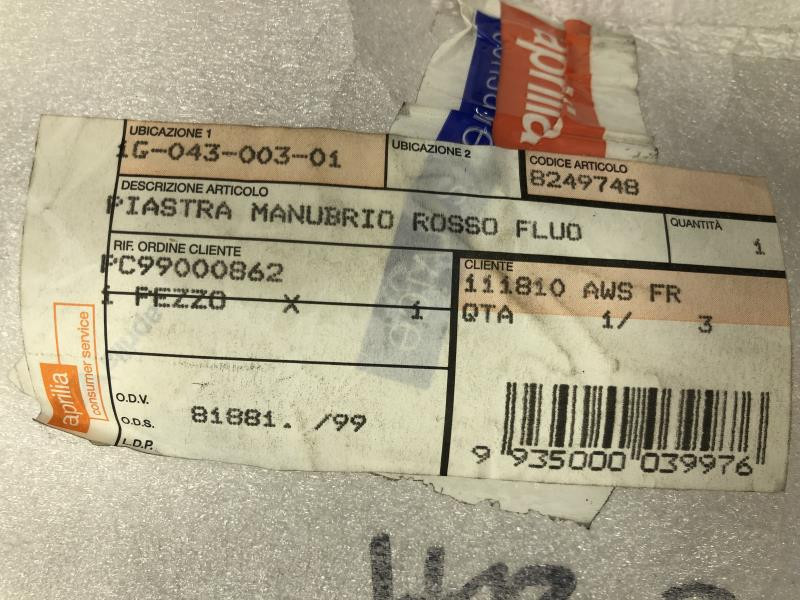 aprilia
UBICAZIONE 1
1G-043-003-01
UBICAZIONE 2
CODICE ARTICOLO
8249748
DESCRIZIONE ARTICOLO
PIASTRA MANUBRIO ROSSO FLUO
QUANTITÀ
1
RIF. ORDINE CLIENTE
PC99000862
1 PEZZO X 1
CLIENTE
111810 AWS FR
QTA 1/ 3
aprilia
consumer service
O.D.V.
O.D.S.
81881. /99
L.D.P.
9 935000 039976